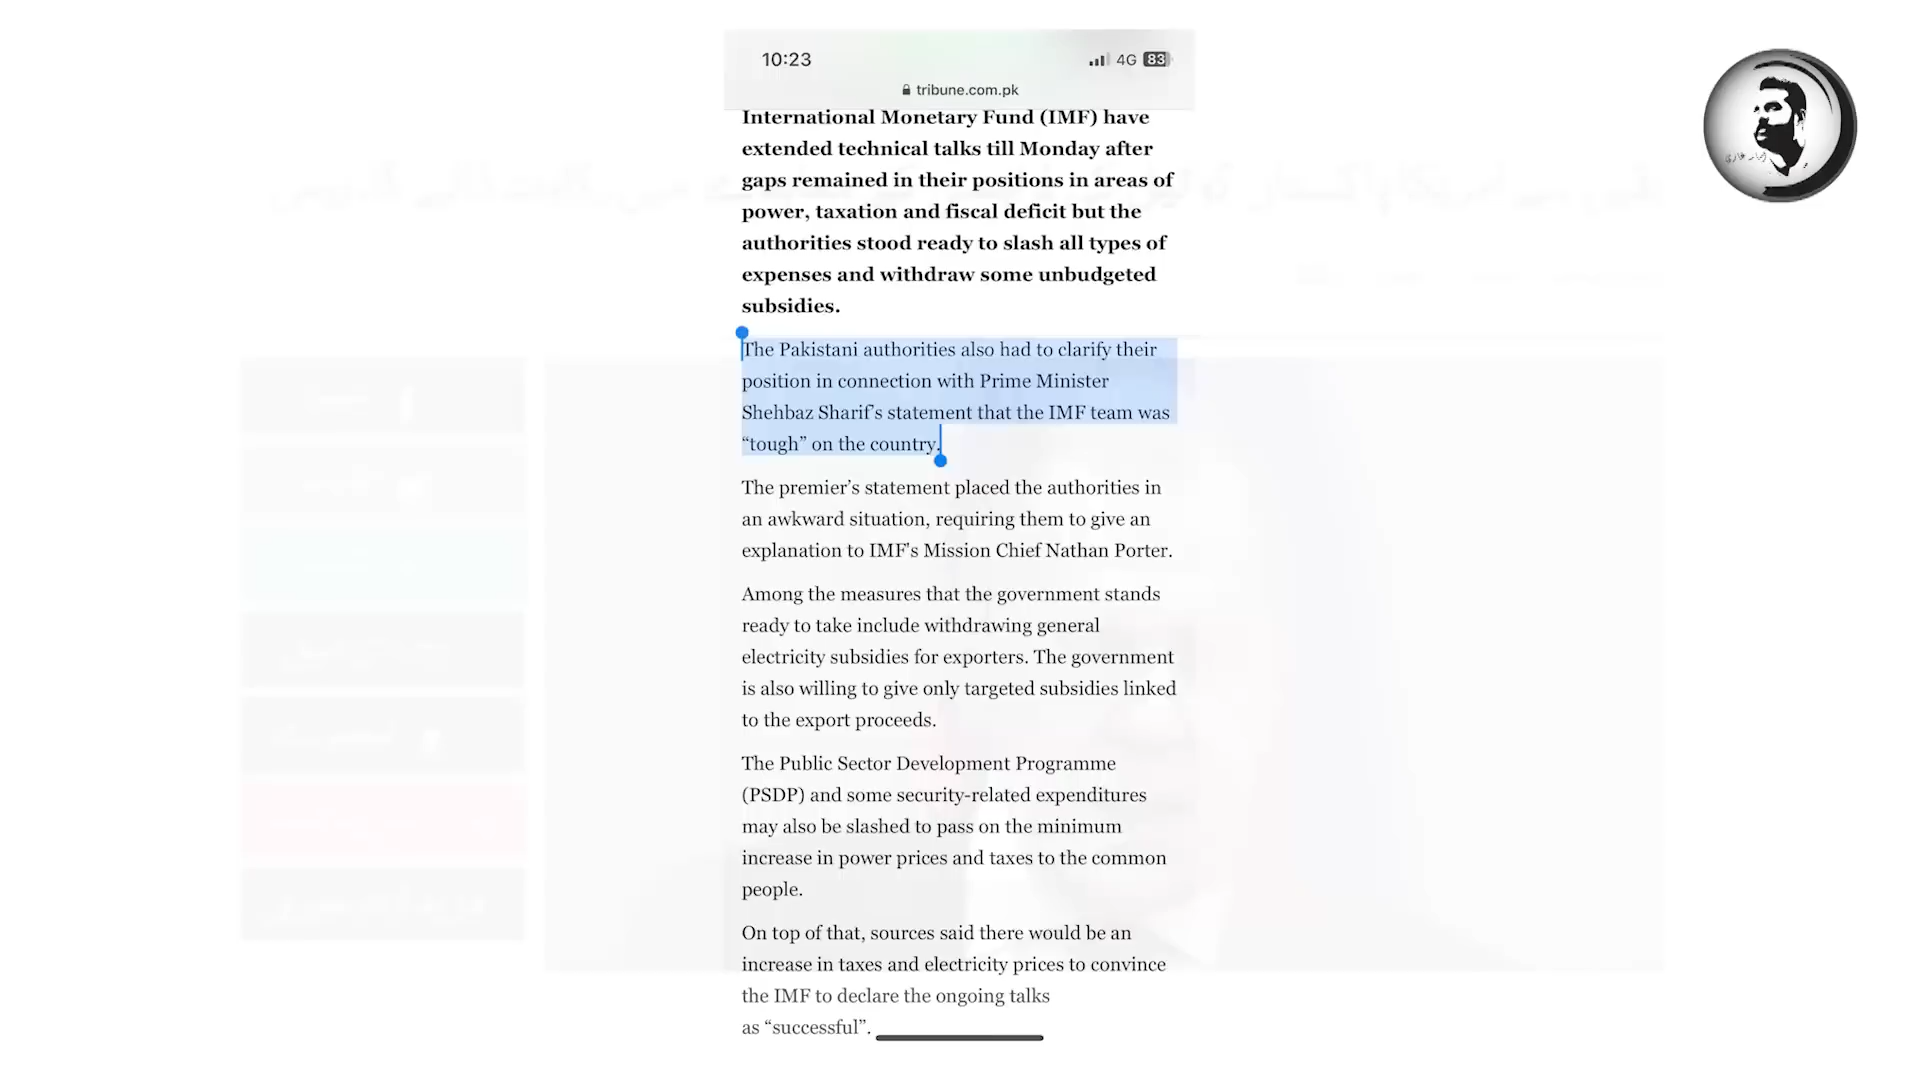 10:23
4G 83
tribune.com.pk
International Monetary Fund (IMF) have
extended technical talks till Monday after
gaps remained in their positions in areas of
power, taxation and fiscal deficit but the
authorities stood ready to slash all types of
expenses and withdraw some unbudgeted
subsidies.
The Pakistani authorities also had to clarify their
position in connection with Prime Minister
Shehbaz Sharif’s statement that the IMF team was
“tough” on the country.
The premier’s statement placed the authorities in
an awkward situation, requiring them to give an
explanation to IMF’s Mission Chief Nathan Porter.
Among the measures that the government stands
ready to take include withdrawing general
electricity subsidies for exporters. The government
is also willing to give only targeted subsidies linked
to the export proceeds.
The Public Sector Development Programme
(PSDP) and some security-related expenditures
may also be slashed to pass on the minimum
increase in power prices and taxes to the common
people.
On top of that, sources said there would be an
increase in taxes and electricity prices to convince
the IMF to declare the ongoing talks
as “successful”.